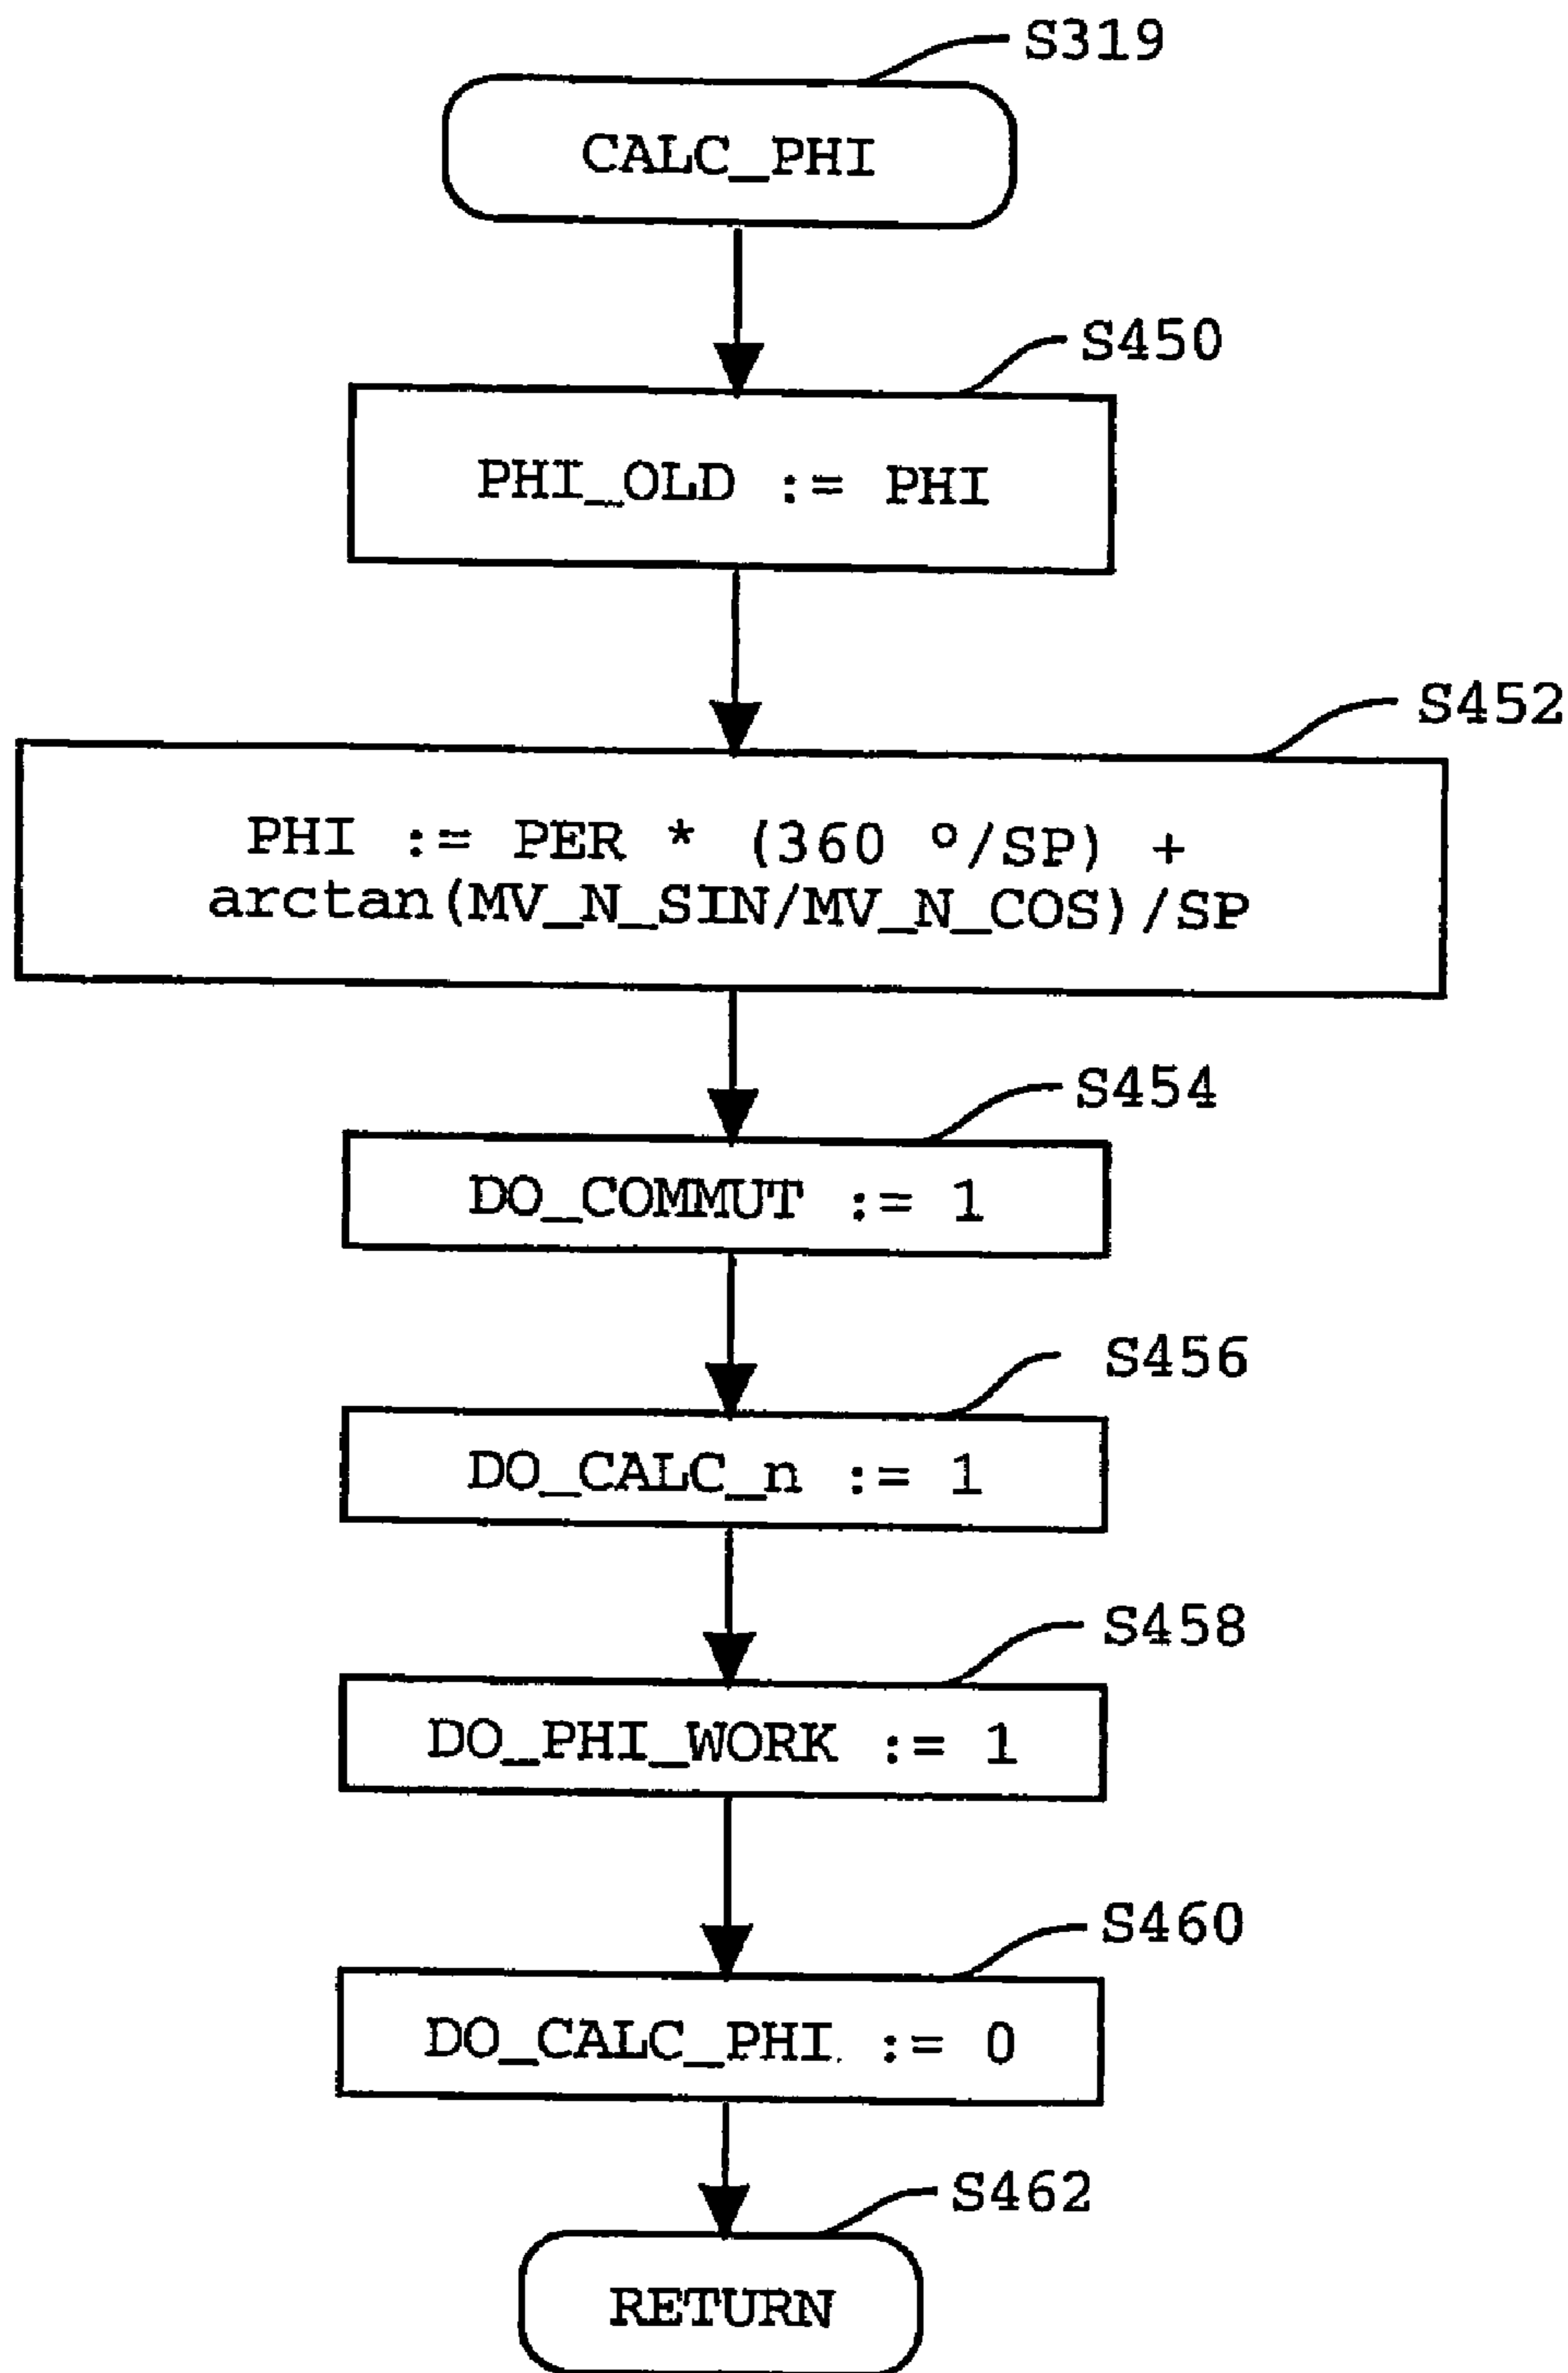 S319
CALC_PHI
S450
PHI_OLD := PHI
S452
PHI := PER * (360 º/SP) +
arctan(MV_N_SIN/MV_N_COS)/SP
S454
DO_COMMUT := 1
S456
DO_CALC_n := 1
S458
DO_PHI_WORK := 1
S460
DO_CALC_PHI := 0
S462
RETURN